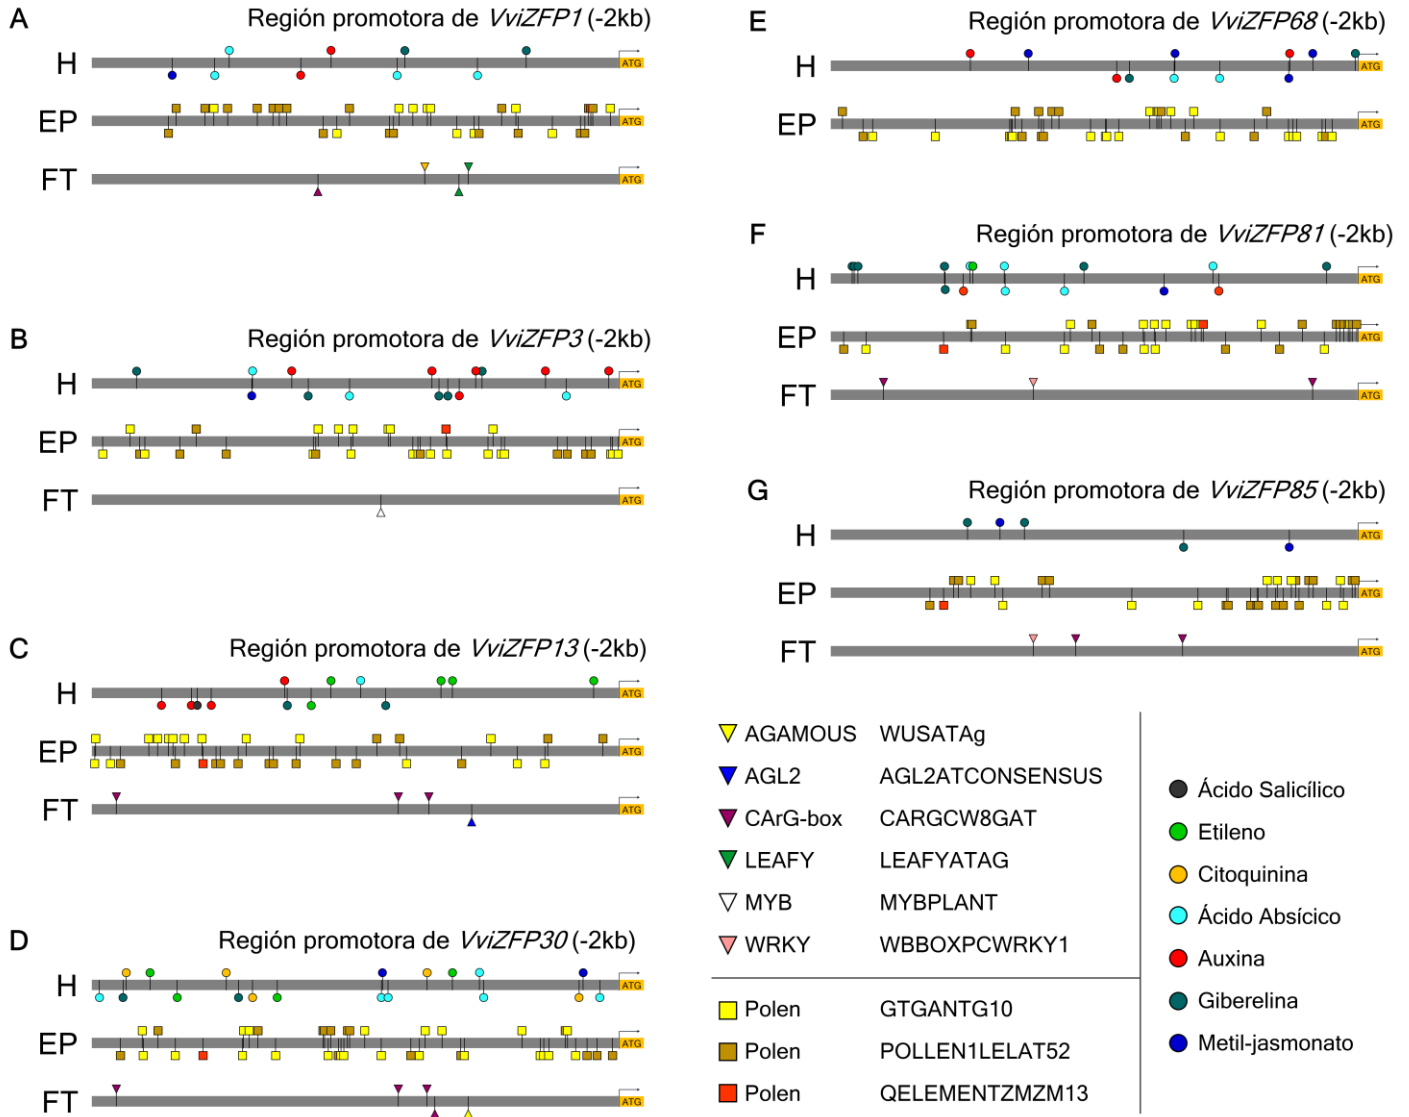 A
Región promotora de VviZFP1 (-2kb)
H
ATG
EP
ATG
FT
ATG
B
Región promotora de VviZFP3 (-2kb)
H
ATG
EP
ATG
FT
ATG
C
Región promotora de VviZFP13 (-2kb)
H
ATG
EP
ATG
FT
ATG
D
Región promotora de VviZFP30 (-2kb)
H
ATG
EP
ATG
FT
ATG
E
Región promotora de VviZFP68 (-2kb)
H
ATG
EP
ATG
F
Región promotora de VviZFP81 (-2kb)
H
ATG
EP
ATG
FT
ATG
G
Región promotora de VviZFP85 (-2kb)
H
ATG
EP
ATG
FT
ATG
AGAMOUS WUSATAg
AGL2 AGL2ATCONSENSUS
CArG-box CARGCW8GAT
LEAFY LEAFYATAG
MYB MYBPLANT
WRKY WBBOXPCWRKY1
Polen GTGANTG10
Polen POLLEN1LELAT52
Polen QELEMENTZMZM13
Ácido Salicílico
Etileno
Citoquinina
Ácido Absícico
Auxina
Giberelina
Metil-jasmonato